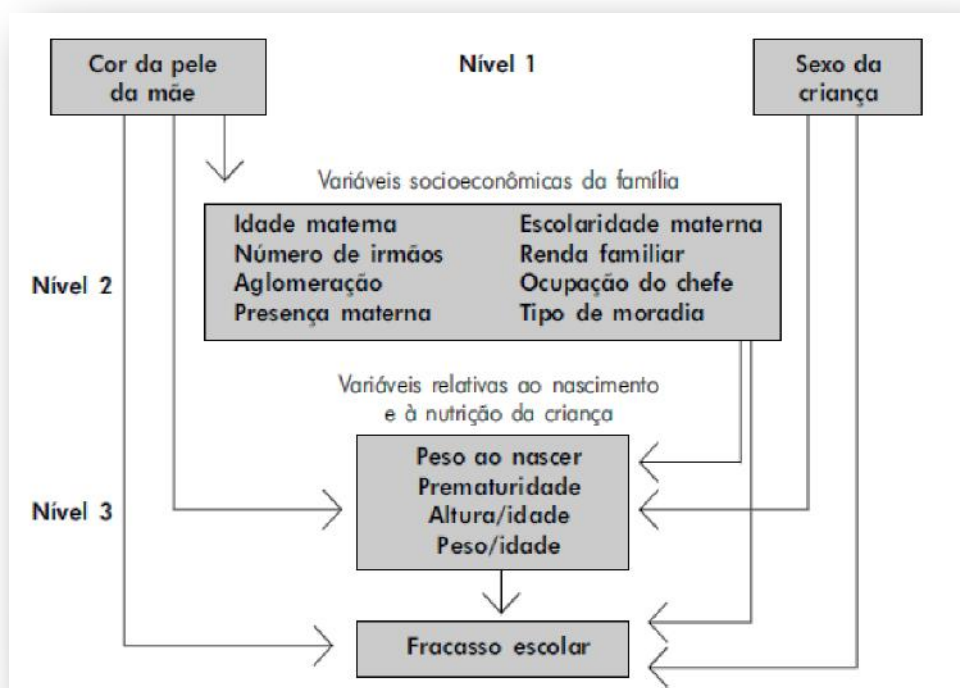 Cor da pele
da mãe
Nível 1
Sexo da
criança
Variáveis socioeconômicas da família
Nível 2
Idade materna
Número de irmãos
Aglomeração
Presença materna
Escolaridade materna
Renda familiar
Ocupação do chefe
Tipo de moradia
Variáveis relativas ao nascimento
e à nutrição da criança
Nível 3
Peso ao nascer
Prematuridade
Altura/idade
Peso/idade
Fracasso escolar